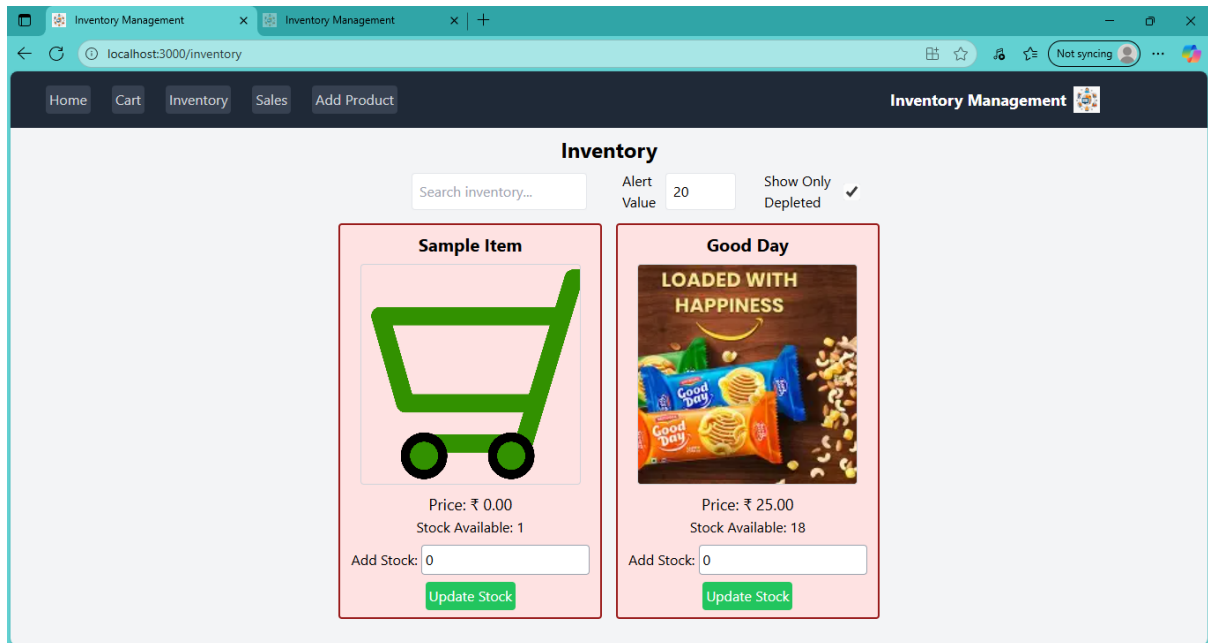 Inventory Management
Inventory Management
localhost:3000/inventory
Not syncing
Home Cart Inventory Sales Add Product
Inventory Management
Inventory
Search inventory...
Alert Value
20
Show Only Depleted
Sample Item
Price: ₹ 0.00
Stock Available: 1
Add Stock: 0
Update Stock
Good Day
LOADED WITH
HAPPINESS
Good Day
Good Day
Price: ₹ 25.00
Stock Available: 18
Add Stock: 0
Update Stock